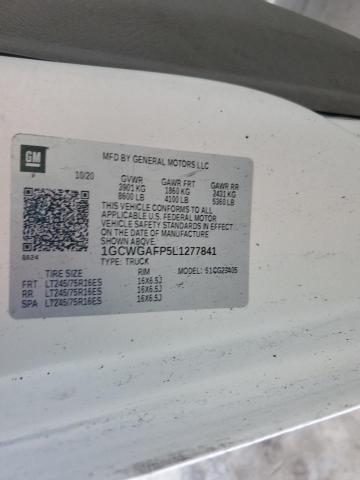 GM
MFD BY GENERAL MOTORS LLC
10/20
GVWR GAWR FRT GAWR RR
3901 KG 1860 KG 2431 KG
8600 LB 4100 LB 5360 LB
THIS VEHICLE CONFORMS TO ALL
APPLICABLE U.S. FEDERAL MOTOR
VEHICLE SAFETY STANDARDS IN
EFFECT ON THE DATE OF
MANUFACTURE SHOWN ABOVE.
1GCWGAFP5L1277841
TYPE: TRUCK
MODEL:
TIRE SIZE RIM
FRT LT245/75R16ES 16X6.5J
RR LT245/75R16ES 16X6.5J
SPA LT245/75R16ES 16X6.5J